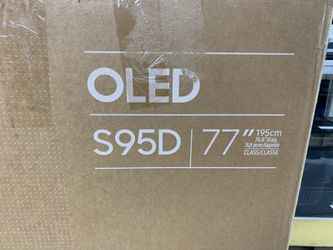 OLED
S95D | 77" 195cm
76.8" diag.
76,8 po en diagonale
CLASS/CLASSE